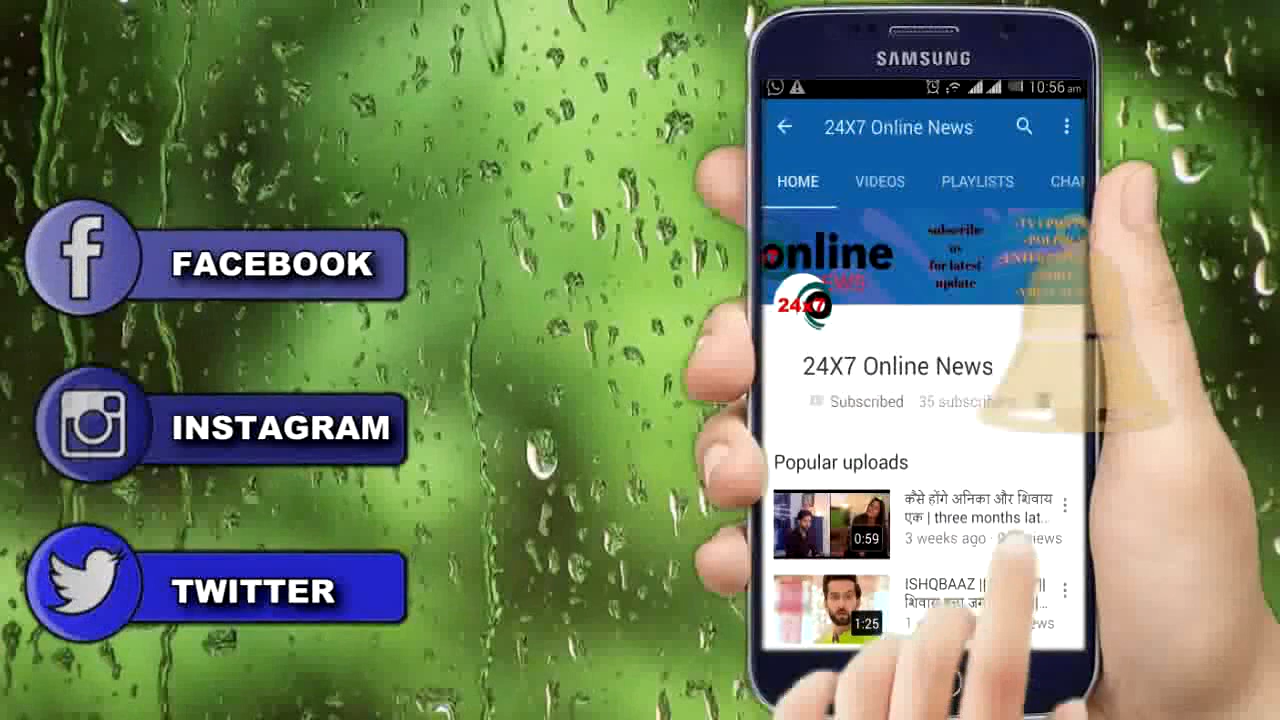 FACEBOOK
INSTAGRAM
TWITTER
SAMSUNG
10:56 am
24X7 Online News
HOME VIDEOS PLAYLISTS CHA
online
subscribe
us
for latest
update
24x7
24X7 Online News
Subscribed 35
Popular uploads
कैसे होंगे अनिका और शिवाय
एक | three months lat...
3 weeks ago
0:59
ISHQBAAZ ||
शिवाय
1:25